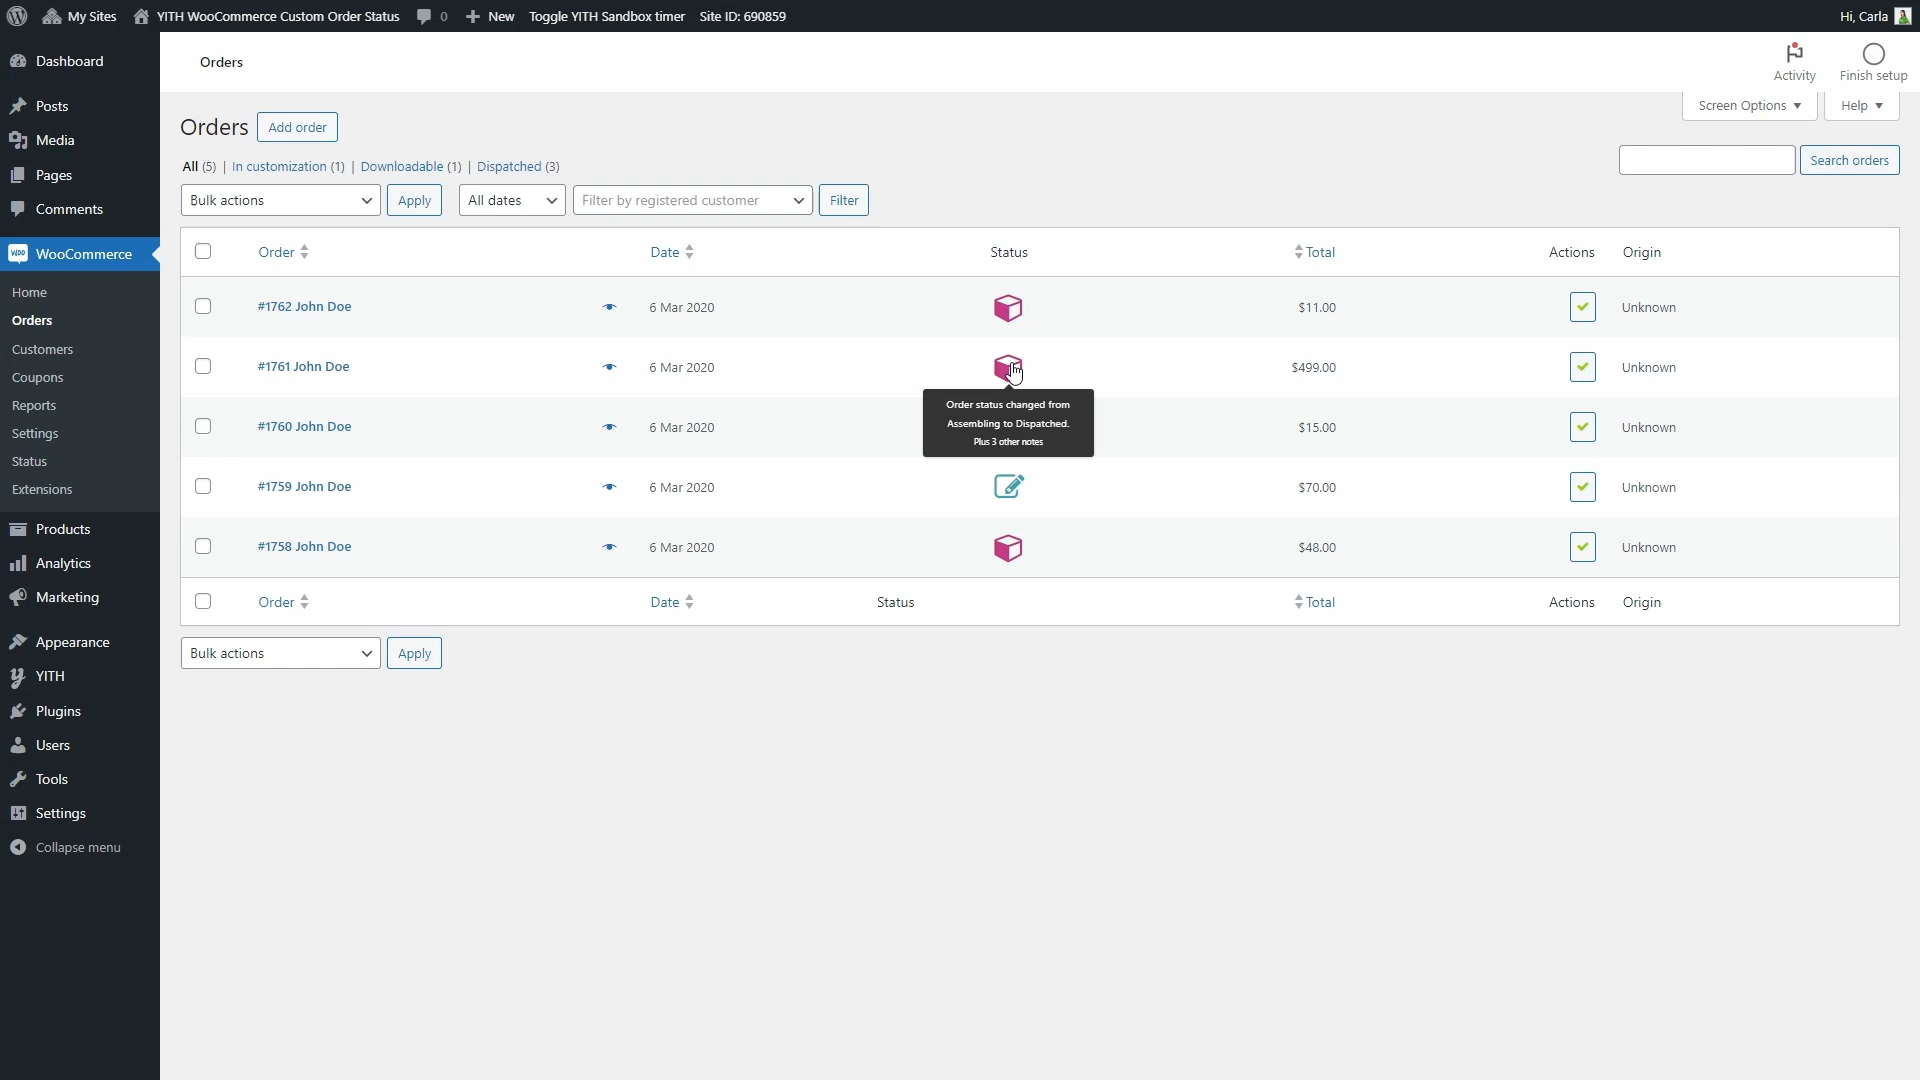 My Sites YITH WooCommerce Custom Order Status 0 New Toggle YITH Sandbox timer Site ID: 690859 Hi, Carla
Dashboard
Posts
Media
Pages
Comments
woo WooCommerce
Home
Orders
Customers
Coupons
Reports
Settings
Status
Extensions
Products
Analytics
Marketing
Appearance
YITH
Plugins
Users
Tools
Settings
Collapse menu
Orders
Activity Finish setup
Screen Options Help
Orders Add order
All (5) | In customization (1) | Downloadable (1) | Dispatched (3)
Search orders
Bulk actions Apply All dates Filter by registered customer Filter
Order Date Status Total Actions Origin
#1762 John Doe 6 Mar 2020 $11.00 Unknown
#1761 John Doe 6 Mar 2020 $499.00 Unknown
Order status changed from
Assembling to Dispatched.
Plus 3 other notes
#1760 John Doe 6 Mar 2020 $15.00 Unknown
#1759 John Doe 6 Mar 2020 $70.00 Unknown
#1758 John Doe 6 Mar 2020 $48.00 Unknown
Order Date Status Total Actions Origin
Bulk actions Apply